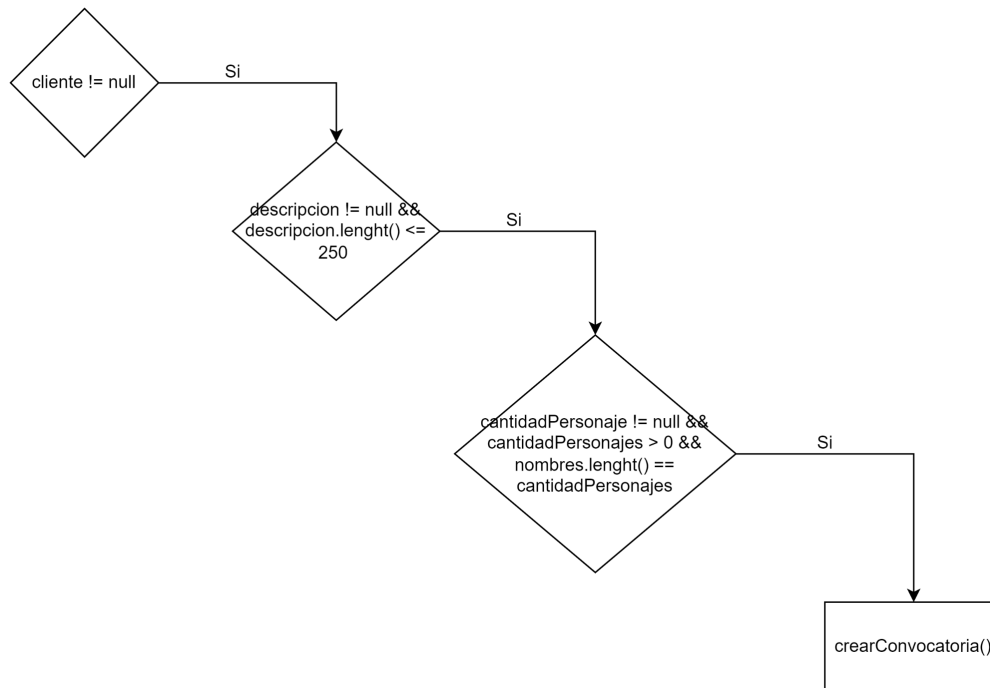 cliente != null
Si
descripcion != null &&
descripcion.lenght() <=
250
Si
cantidadPersonaje != null &&
cantidadPersonajes > 0 &&
nombres.lenght() ==
cantidadPersonajes
Si
crearConvocatoria()